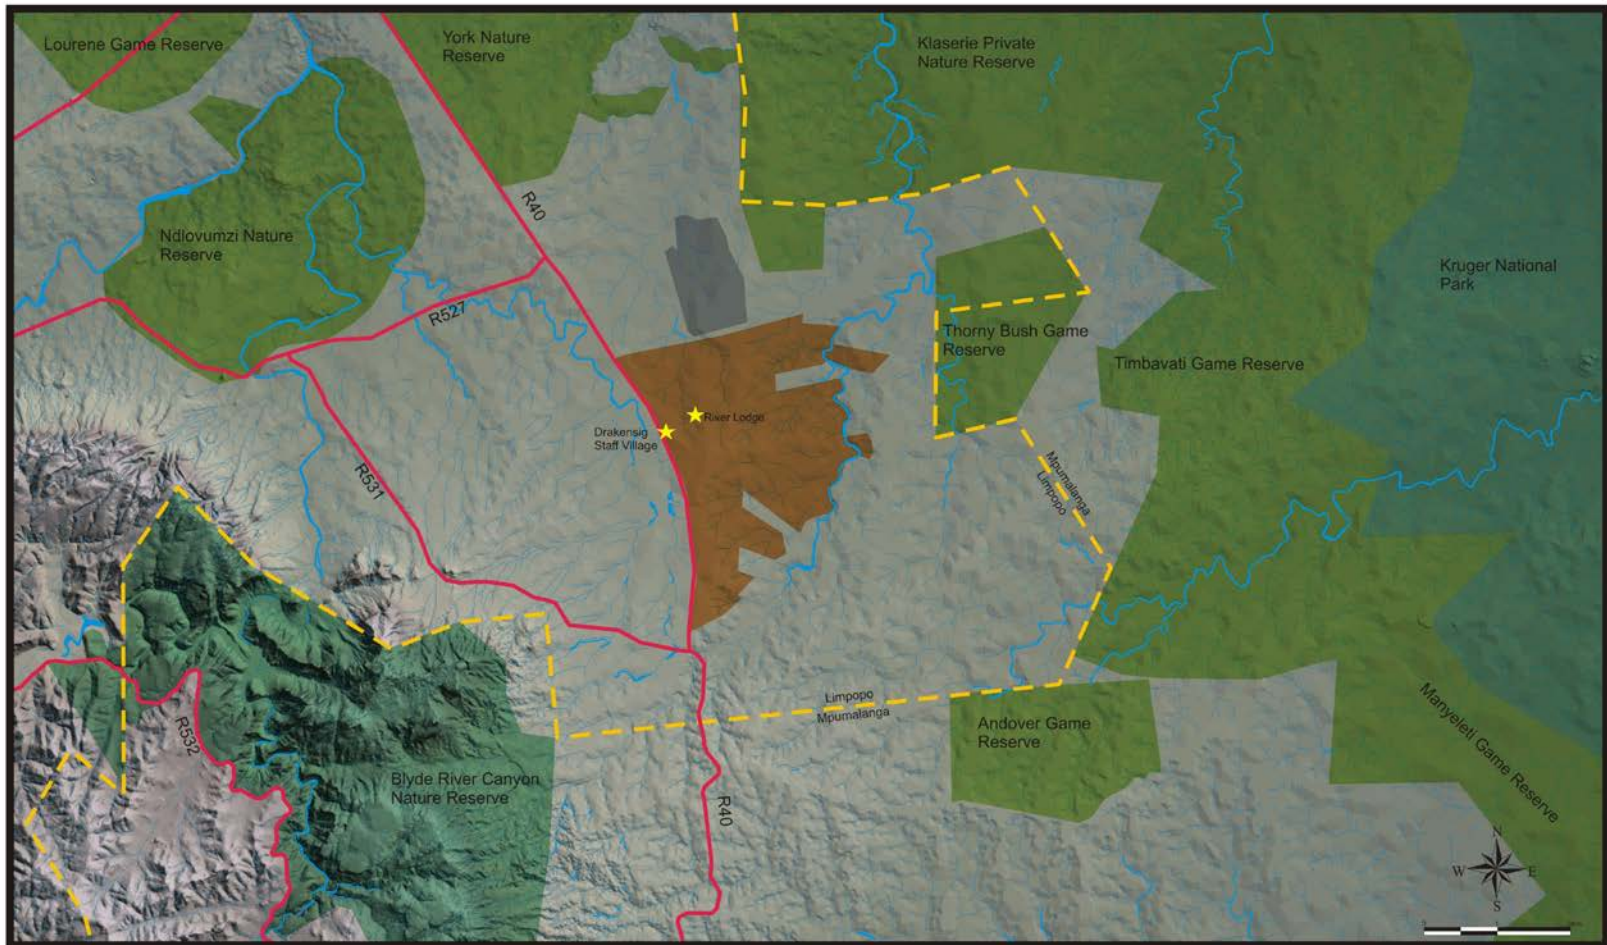 Lourene Game Reserve
York Nature
Reserve
Klaserie Private
Nature Reserve
R40
Ndlovumzi Nature
Reserve
Kruger National
Park
R527
Thorny Bush Game
Reserve
Timbavati Game Reserve
River Lodge
Drakensig
Staff Village
R531
Mpumalanga
Limpopo
Limpopo
Mpumalanga
Andover Game
Reserve
Manyeleti Game Reserve
R532
Blyde River Canyon
Nature Reserve
R40
N
W
E
S